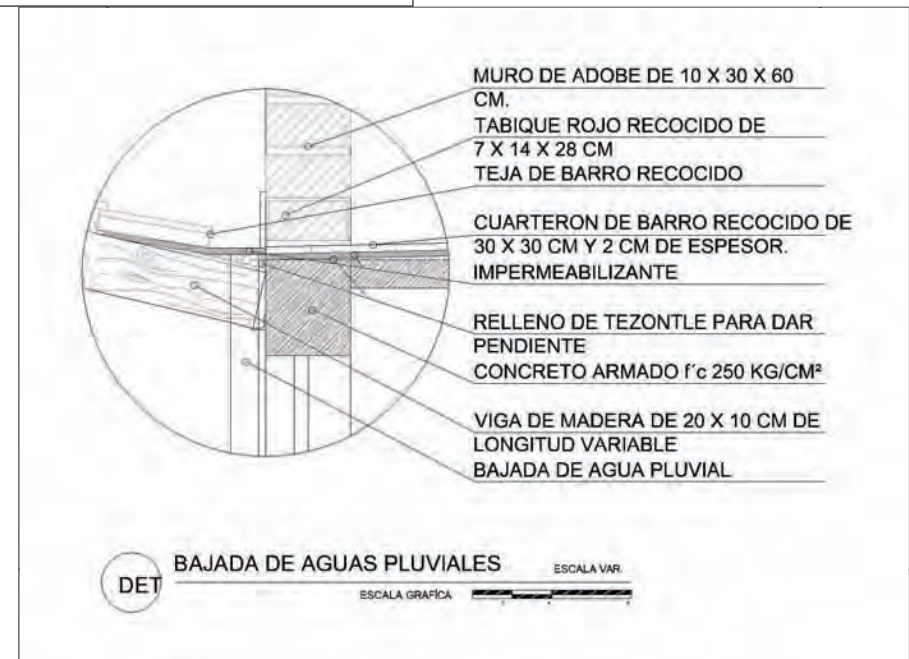 MURO DE ADOBE DE 10 X 30 X 60
CM.
TABIQUE ROJO RECOCIDO DE
7 X 14 X 28 CM
TEJA DE BARRO RECOCIDO
CUARTERON DE BARRO RECOCIDO DE
30 X 30 CM Y 2 CM DE ESPESOR.
IMPERMEABILIZANTE
RELLENO DE TEZONTLE PARA DAR
PENDIENTE
CONCRETO ARMADO f´c 250 KG/CM²
VIGA DE MADERA DE 20 X 10 CM DE
LONGITUD VARIABLE
BAJADA DE AGUA PLUVIAL
DET
BAJADA DE AGUAS PLUVIALES
ESCALA VAR.
ESCALA GRAFÍCA